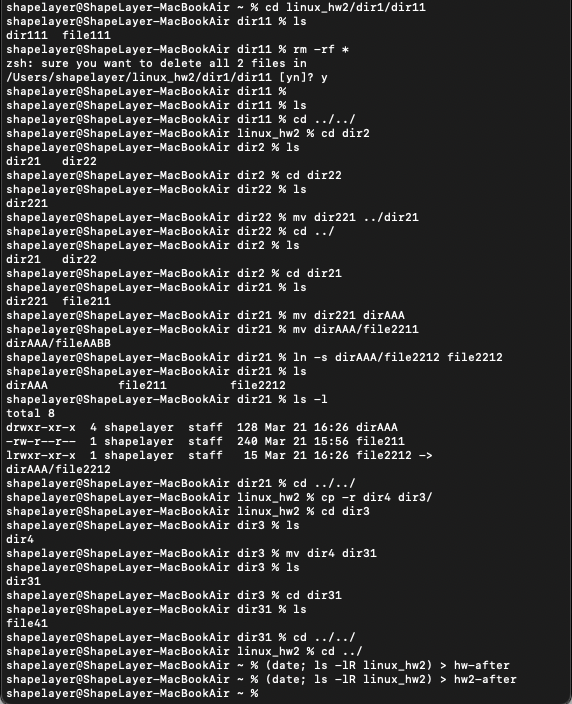 shapelayer@ShapeLayer-MacBookAir ~ % cd linux_hw2/dir1/dir11
shapelayer@ShapeLayer-MacBookAir dir11 % ls
dir111  file111
shapelayer@ShapeLayer-MacBookAir dir11 % rm -rf *
zsh: sure you want to delete all 2 files in
/Users/shapelayer/linux_hw2/dir1/dir11 [yn]? y
shapelayer@ShapeLayer-MacBookAir dir11 %
shapelayer@ShapeLayer-MacBookAir dir11 % ls
shapelayer@ShapeLayer-MacBookAir dir11 % cd ../../
shapelayer@ShapeLayer-MacBookAir linux_hw2 % cd dir2
shapelayer@ShapeLayer-MacBookAir dir2 % ls
dir21   dir22
shapelayer@ShapeLayer-MacBookAir dir2 % cd dir22
shapelayer@ShapeLayer-MacBookAir dir22 % ls
dir221
shapelayer@ShapeLayer-MacBookAir dir22 % mv dir221 ../dir21
shapelayer@ShapeLayer-MacBookAir dir22 % cd ../
shapelayer@ShapeLayer-MacBookAir dir2 % ls
dir21   dir22
shapelayer@ShapeLayer-MacBookAir dir2 % cd dir21
shapelayer@ShapeLayer-MacBookAir dir21 % ls
dir221  file211
shapelayer@ShapeLayer-MacBookAir dir21 % mv dir221 dirAAA
shapelayer@ShapeLayer-MacBookAir dir21 % mv dirAAA/file2211
dirAAA/fileAABB
shapelayer@ShapeLayer-MacBookAir dir21 % ln -s dirAAA/file2212 file2212
shapelayer@ShapeLayer-MacBookAir dir21 % ls
dirAAA          file211         file2212
shapelayer@ShapeLayer-MacBookAir dir21 % ls -l
total 8
drwxr-xr-x  4 shapelayer  staff  128 Mar 21 16:26 dirAAA
-rw-r--r--  1 shapelayer  staff  240 Mar 21 15:56 file211
lrwxr-xr-x  1 shapelayer  staff   15 Mar 21 16:26 file2212 ->
dirAAA/file2212
shapelayer@ShapeLayer-MacBookAir dir21 % cd ../../
shapelayer@ShapeLayer-MacBookAir linux_hw2 % cp -r dir4 dir3/
shapelayer@ShapeLayer-MacBookAir linux_hw2 % cd dir3
shapelayer@ShapeLayer-MacBookAir dir3 % ls
dir4
shapelayer@ShapeLayer-MacBookAir dir3 % mv dir4 dir31
shapelayer@ShapeLayer-MacBookAir dir3 % ls
dir31
shapelayer@ShapeLayer-MacBookAir dir3 % cd dir31
shapelayer@ShapeLayer-MacBookAir dir31 % ls
file41
shapelayer@ShapeLayer-MacBookAir dir31 % cd ../../
shapelayer@ShapeLayer-MacBookAir linux_hw2 % cd ../
shapelayer@ShapeLayer-MacBookAir ~ % (date; ls -lR linux_hw2) > hw-after
shapelayer@ShapeLayer-MacBookAir ~ % (date; ls -lR linux_hw2) > hw2-after
shapelayer@ShapeLayer-MacBookAir ~ %